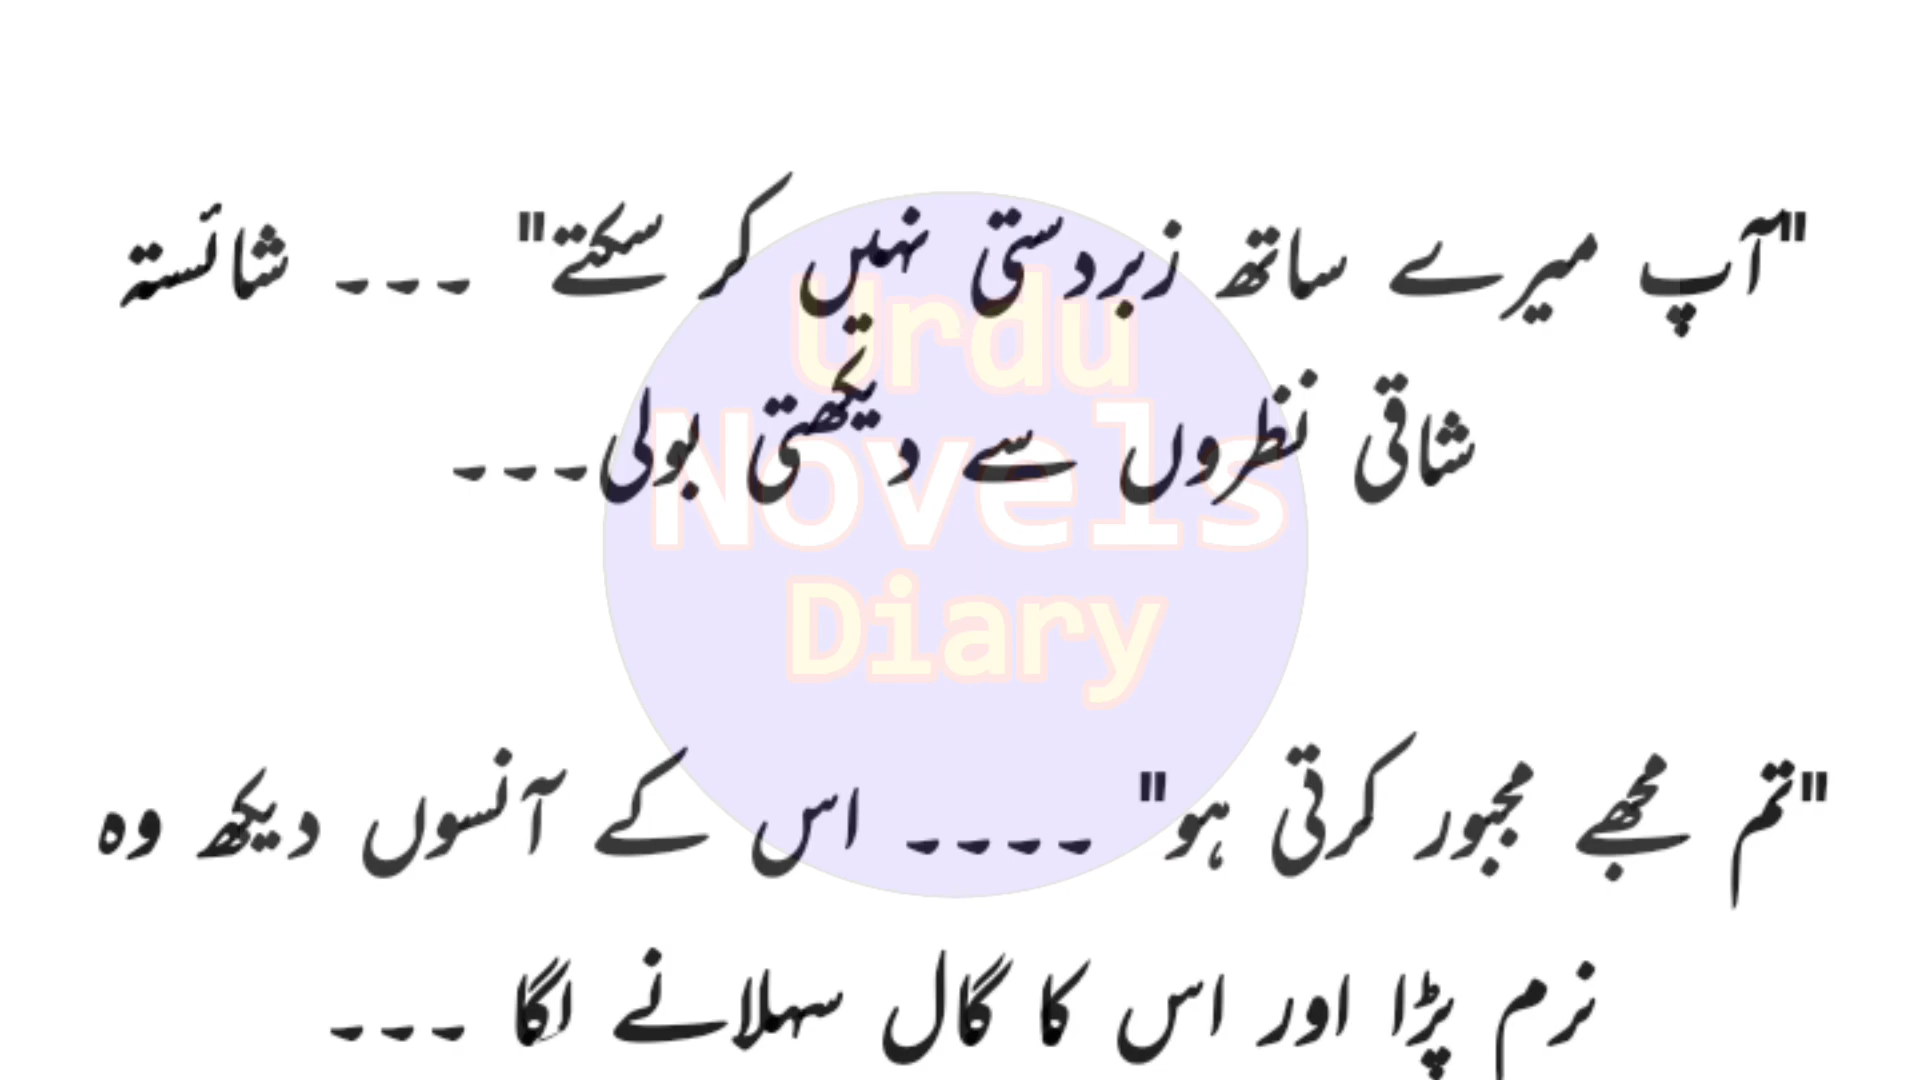 "آپ میرے ساتھ زبردستی نہیں کر سکتے" ۔۔۔ شائستہ
شاقی نظروں سے دیکھتی بولی۔۔۔
"تم مجھے مجبور کرتی ہو" ۔۔۔۔ اس کے آنسوں دیکھ وہ
نرم پڑا اور اس کا گال سہلانے لگا ۔۔۔
Urdu
Novels
Diary